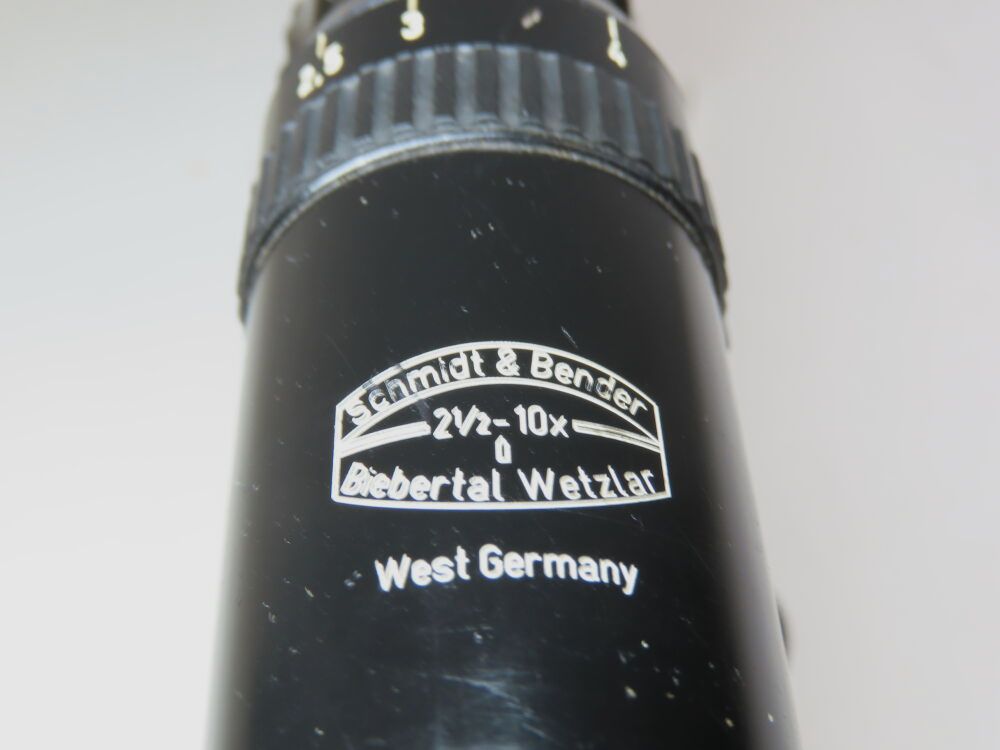 2.5 3 4
Schmidt & Bender
2½-10x
Biebertal Wetzlar
West Germany